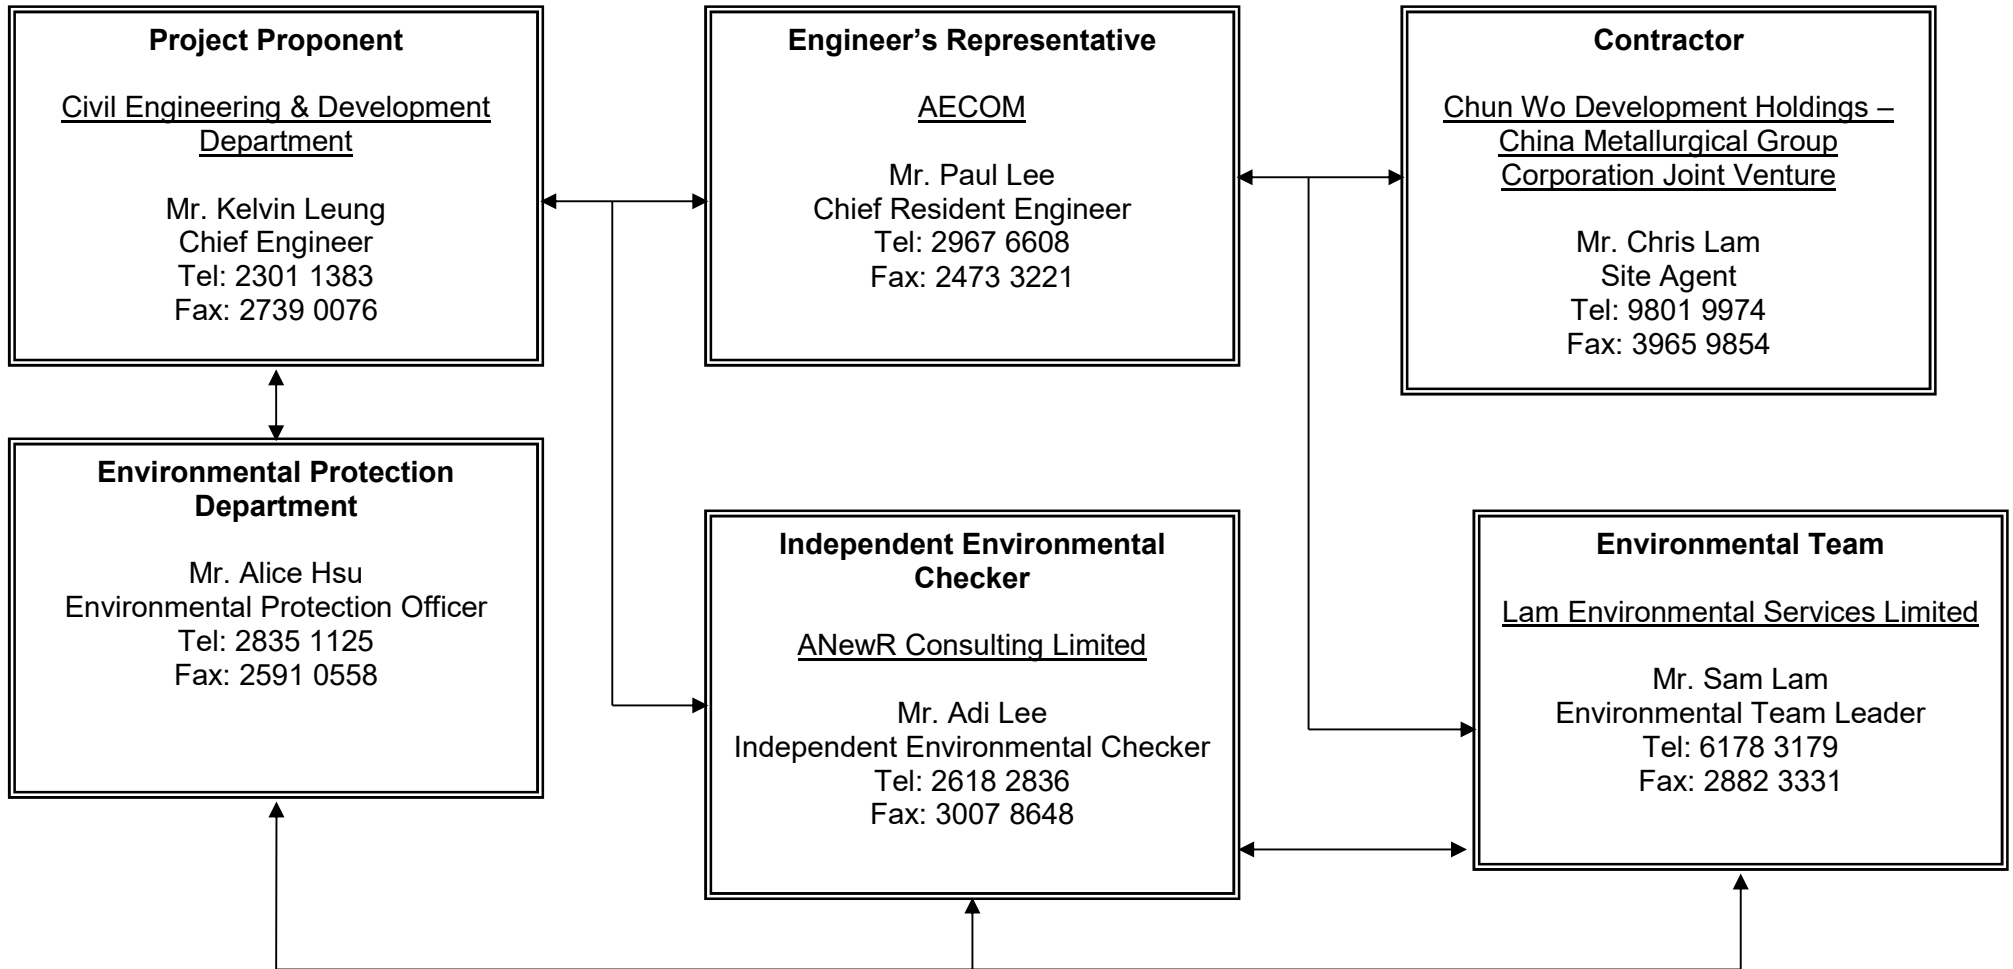 Project Proponent
Civil Engineering & Development
Department
Mr. Kelvin Leung
Chief Engineer
Tel: 2301 1383
Fax: 2739 0076
Engineer’s Representative
AECOM
Mr. Paul Lee
Chief Resident Engineer
Tel: 2967 6608
Fax: 2473 3221
Contractor
Chun Wo Development Holdings –
China Metallurgical Group
Corporation Joint Venture
Mr. Chris Lam
Site Agent
Tel: 9801 9974
Fax: 3965 9854
Environmental Protection
Department
Mr. Alice Hsu
Environmental Protection Officer
Tel: 2835 1125
Fax: 2591 0558
Independent Environmental
Checker
ANewR Consulting Limited
Mr. Adi Lee
Independent Environmental Checker
Tel: 2618 2836
Fax: 3007 8648
Environmental Team
Lam Environmental Services Limited
Mr. Sam Lam
Environmental Team Leader
Tel: 6178 3179
Fax: 2882 3331